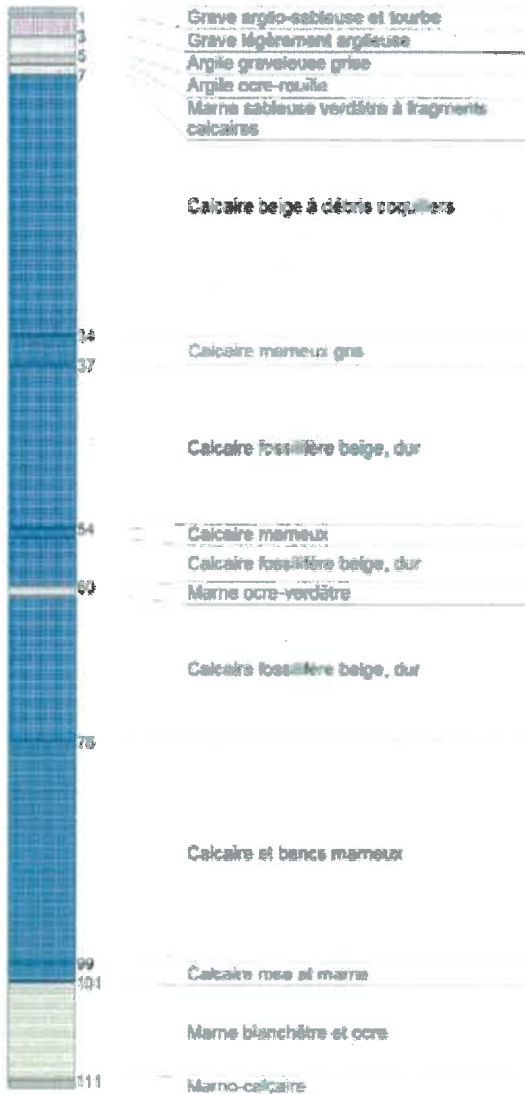 1
Grave argilo-sableuse et tourbe
3
Grave légèrement argileuse
5
Argile graveleuse grise
7
Argile ocre-rouille
Marne sableuse verdâtre à fragments
calcaires
Calcaire beige à débris coquillers
34
Calcaire marneux gris
37
Calcaire fossilifère beige, dur
54
Calcaire marneux
Calcaire fossilifère beige, dur
60
Marne ocre-verdâtre
Calcaire fossilifère beige, dur
75
Calcaire et bancs marneux
99
Calcaire rose et marne
101
Marne blanchâtre et ocre
111
Marno-calcaire